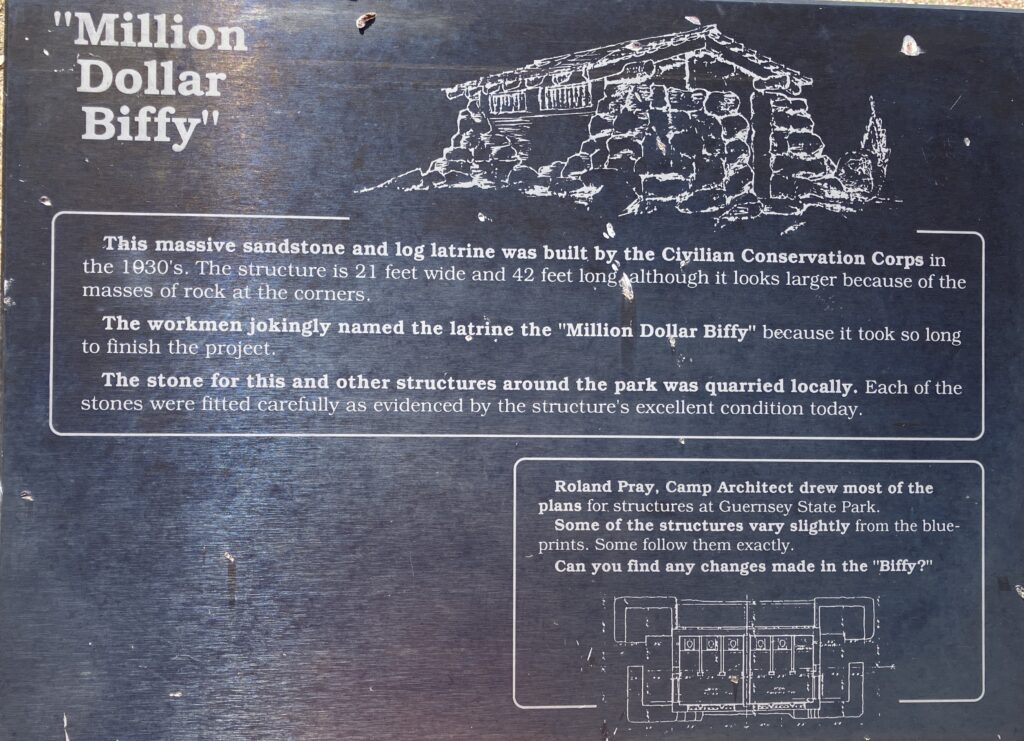 "Million
Dollar
Biffy"
This massive sandstone and log latrine was built by the Civilian Conservation Corps in
the 1930's. The structure is 21 feet wide and 42 feet long, although it looks larger because of the
masses of rock at the corners.
The workmen jokingly named the latrine the "Million Dollar Biffy" because it took so long
to finish the project.
The stone for this and other structures around the park was quarried locally. Each of the
stones were fitted carefully as evidenced by the structure's excellent condition today.
Roland Pray, Camp Architect drew most of the
plans for structures at Guernsey State Park.
Some of the structures vary slightly from the blue-
prints. Some follow them exactly.
Can you find any changes made in the "Biffy?"